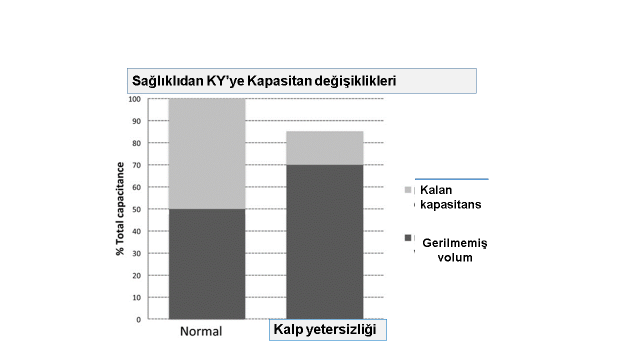 Sağlıklıdan KY'ye Kapasitan değişiklikleri
% Total capacitance
100
90
80
70
60
50
40
30
20
10
0
Normal
Kalp yetersizliği
Kalan
kapasitans
Gerilmemiş
volum